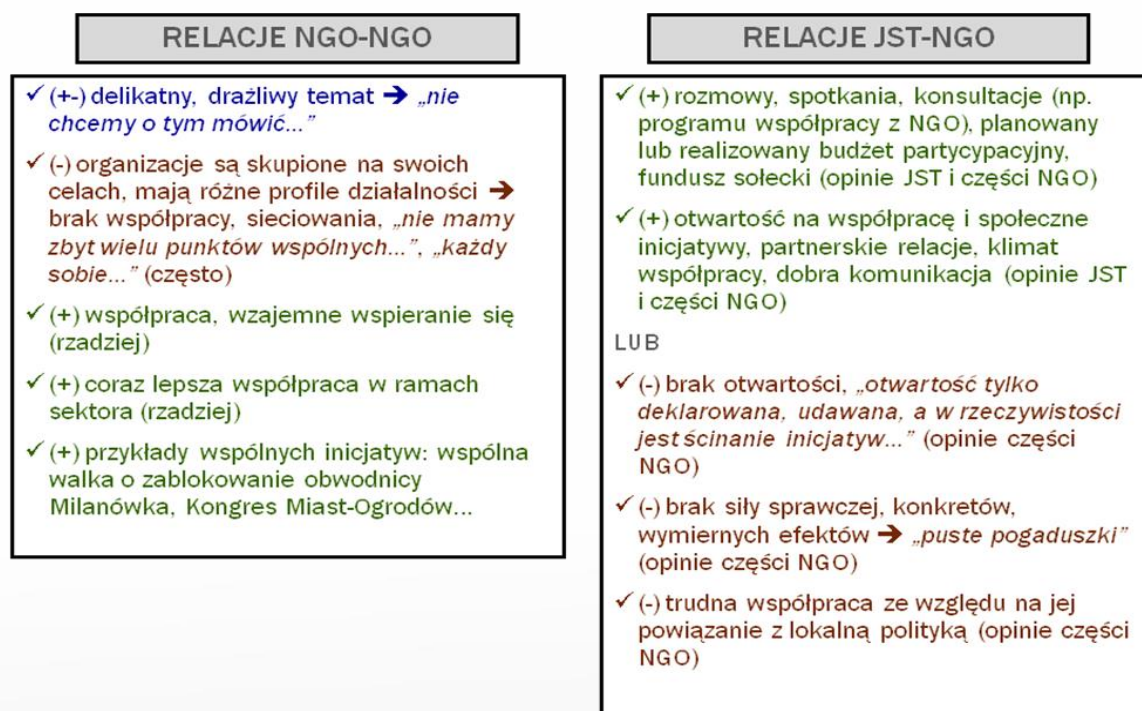 RELACJE NGO-NGO
✓ (+-) delikatny, drażliwy temat ➔ „nie
chcemy o tym mówić...”
✓ (-) organizacje są skupione na swoich
celach, mają różne profile działalności ➔
brak współpracy, sieciowania, „nie mamy
zbyt wielu punktów wspólnych...”, „każdy
sobie...” (często)
✓ (+) współpraca, wzajemne wspieranie się
(rzadziej)
✓ (+) coraz lepsza współpraca w ramach
sektora (rzadziej)
✓ (+) przykłady wspólnych inicjatyw: wspólna
walka o zablokowanie obwodnicy
Milanówka, Kongres Miast-Ogrodów...
RELACJE JST-NGO
✓ (+) rozmowy, spotkania, konsultacje (np.
programu współpracy z NGO), planowany
lub realizowany budżet partycypacyjny,
fundusz sołecki (opinie JST i części NGO)
✓ (+) otwartość na współpracę i społeczne
inicjatywy, partnerskie relacje, klimat
współpracy, dobra komunikacja (opinie JST
i części NGO)
LUB
✓ (-) brak otwartości, „otwartość tylko
deklarowana, udawana, a w rzeczywistości
jest ścinanie inicjatyw...” (opinie części
NGO)
✓ (-) brak siły sprawczej, konkretów,
wymiernych efektów ➔ „puste pogaduszki”
(opinie części NGO)
✓ (-) trudna współpraca ze względu na jej
powiązanie z lokalną polityką (opinie części
NGO)